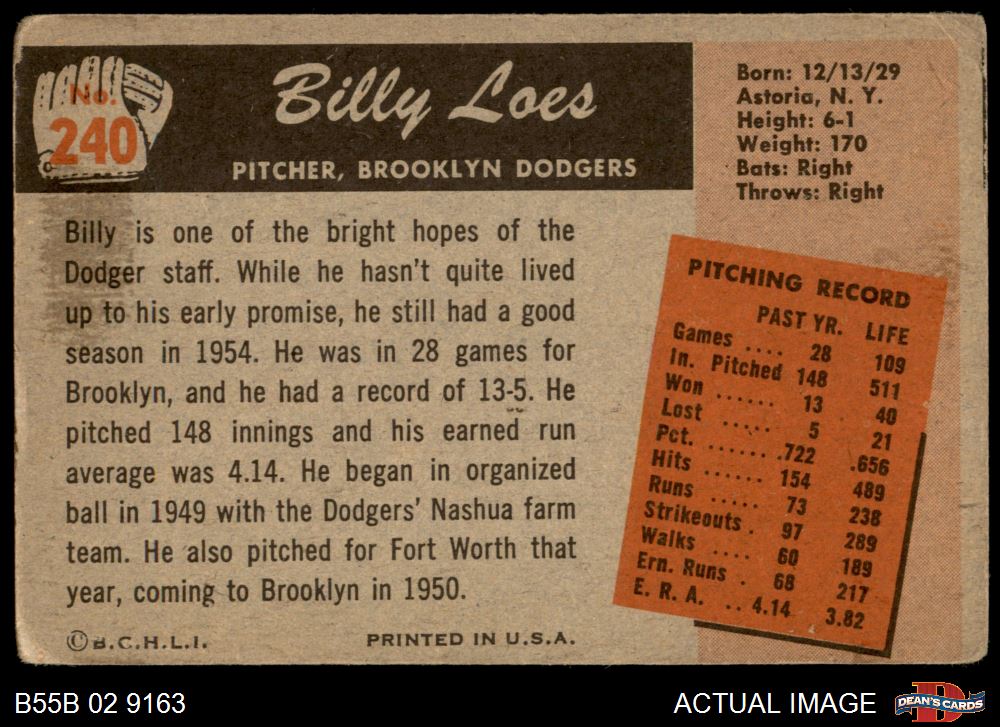 No.
240
Billy Loes
PITCHER, BROOKLYN DODGERS
Born: 12/13/29
Astoria, N. Y.
Height: 6-1
Weight: 170
Bats: Right
Throws: Right
Billy is one of the bright hopes of the
Dodger staff. While he hasn't quite lived
up to his early promise, he still had a good
season in 1954. He was in 28 games for
Brooklyn, and he had a record of 13-5. He
pitched 148 innings and his earned run
average was 4.14. He began in organized
ball in 1949 with the Dodgers' Nashua farm
team. He also pitched for Fort Worth that
year, coming to Brooklyn in 1950.
PITCHING RECORD
PAST YR. LIFE
Games .... 28 109
In. Pitched 148 511
Won ...... 13 40
Lost ..... 5 21
Pct. ....... .722 .656
Hits ...... 154 489
Runs ..... 73 238
Strikeouts . 97 289
Walks .... 60 189
Ern. Runs . 68 217
E. R. A. .. 4.14 3.82
©B.C.H.L.I. PRINTED IN U.S.A.
B55B 02 9163
ACTUAL IMAGE
D
DEAN'S CARDS